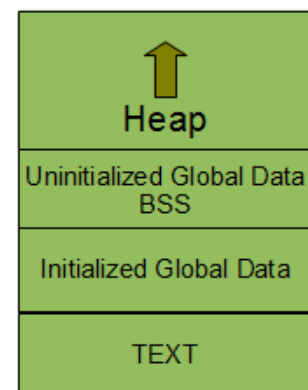 Heap
Uninitialized Global Data
BSS
Initialized Global Data
TEXT